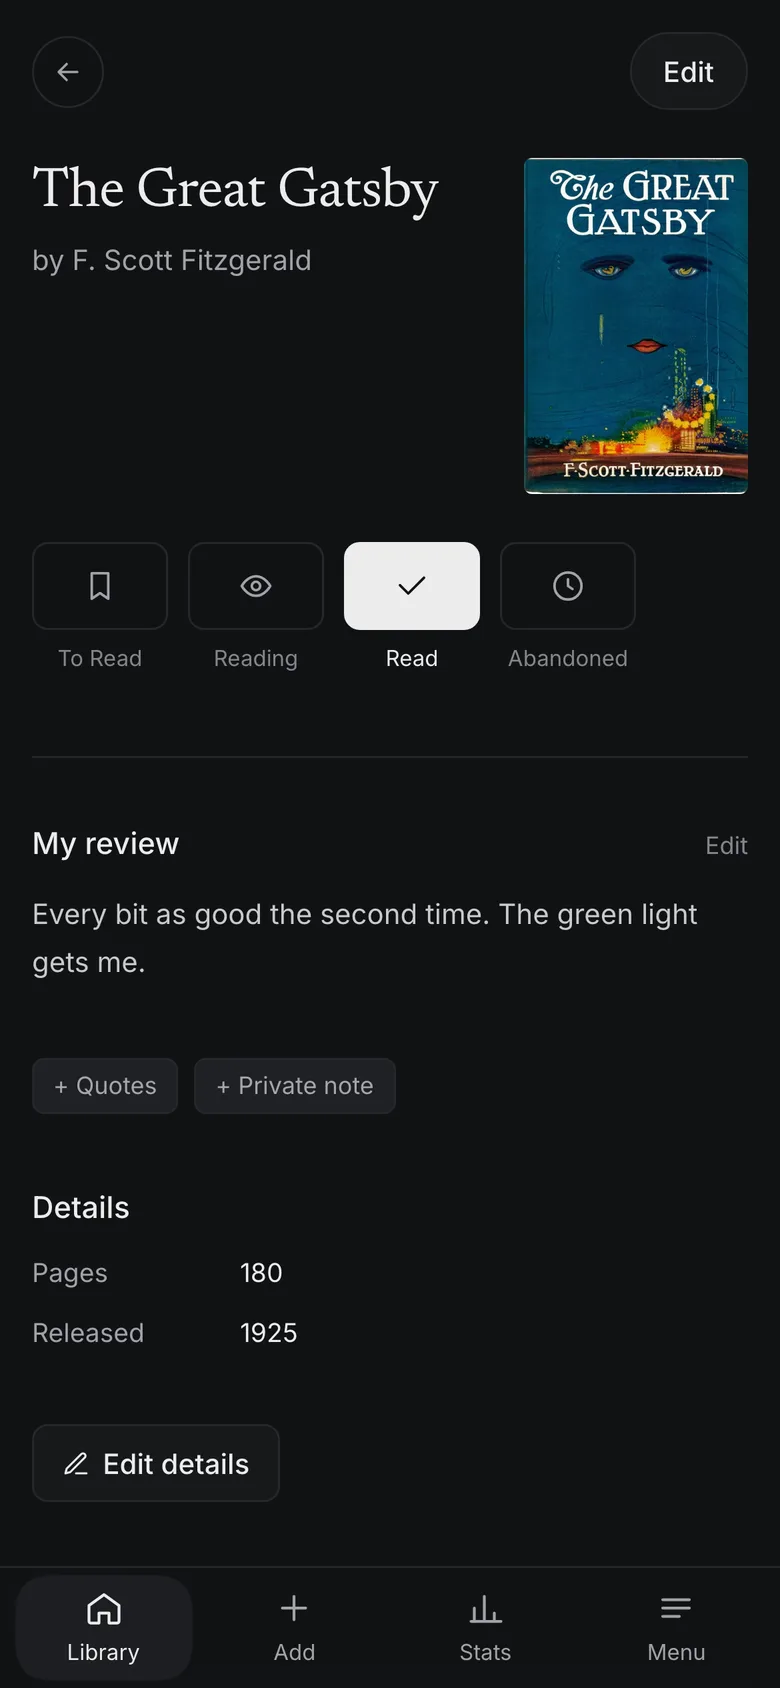 Edit
The Great Gatsby
by F. Scott Fitzgerald
The GREAT
GATSBY
F·SCOTT·FITZGERALD
To Read
Reading
Read
Abandoned
My review
Edit
Every bit as good the second time. The green light
gets me.
+ Quotes
+ Private note
Details
Pages 180
Released 1925
Edit details
Library
Add
Stats
Menu